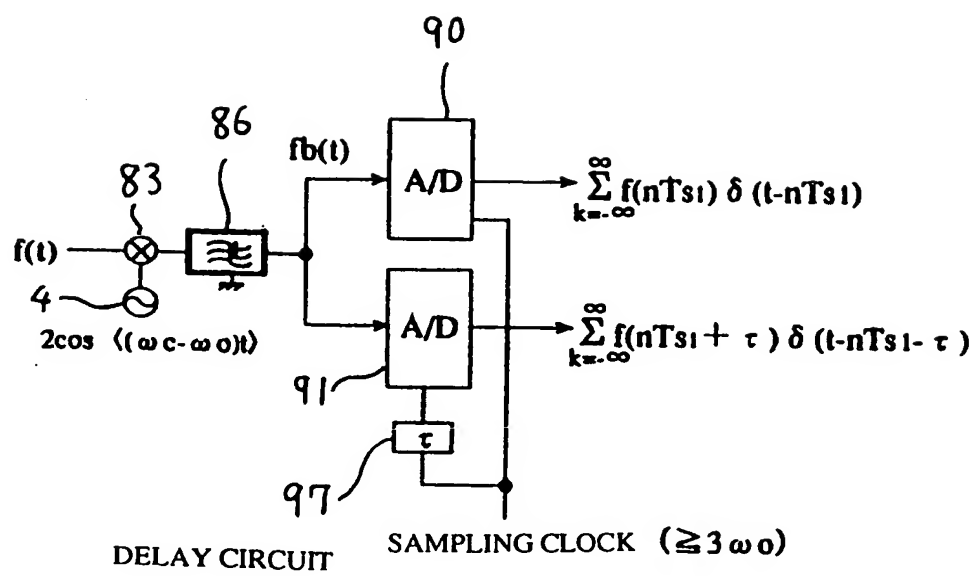 90
86
fb(t)
83
A/D
∞
Σ f(nTs1) δ (t-nTs1)
k=-∞
f(t)
4
A/D
∞
Σ f(nTs1 + τ) δ (t-nTs1-τ)
k=-∞
2cos ⟨(ωc-ωo)t⟩
91
τ
97
DELAY CIRCUIT
SAMPLING CLOCK (≧3ωo)